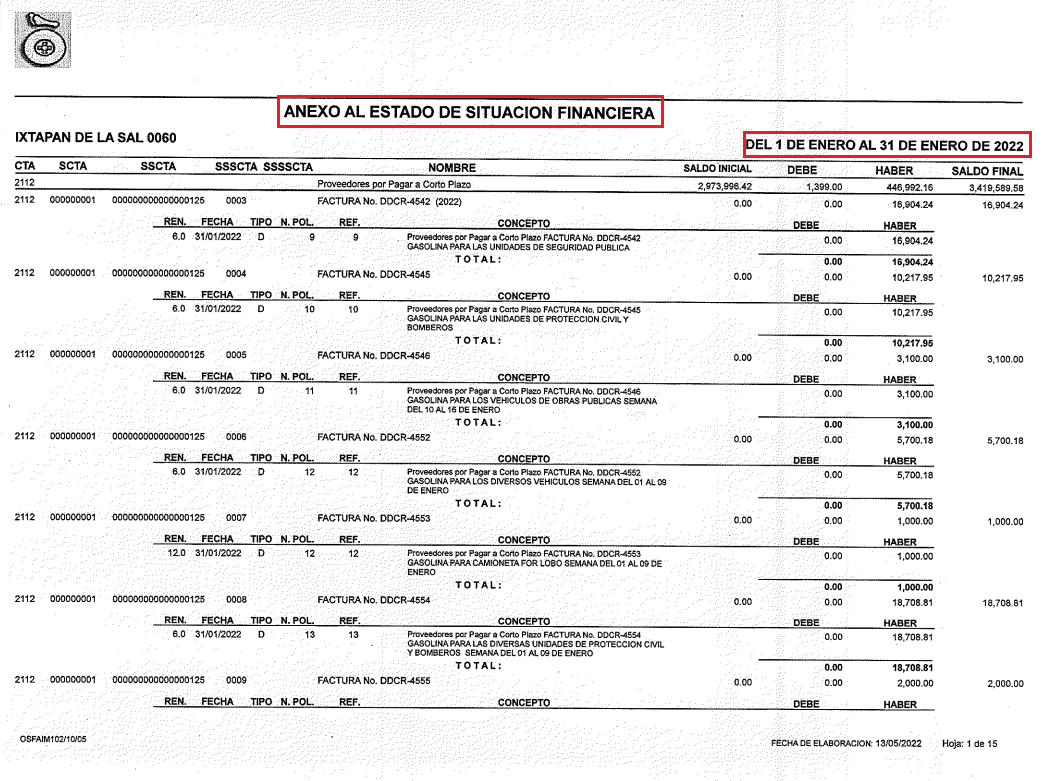 ANEXO AL ESTADO DE SITUACION FINANCIERA
IXTAPAN DE LA SAL 0060
DEL 1 DE ENERO AL 31 DE ENERO DE 2022
CTA SCTA SSCTA SSSCTA SSSSCTA NOMBRE SALDO INICIAL DEBE HABER SALDO FINAL
2112 Proveedores por Pagar a Corto Plazo 2,973,996.42 1,399.00 446,992.16 3,419,589.58
2112 000000001 000000000000000125 0003 FACTURA No. DDCR-4542 (2022) 0.00 0.00 16,904.24 16,904.24
REN. FECHA TIPO N. POL. REF. CONCEPTO DEBE HABER
6.0 31/01/2022 D 9 9 Proveedores por Pagar a Corto Plazo FACTURA No. DDCR-4542 0.00 16,904.24
GASOLINA PARA LAS UNIDADES DE SEGURIDAD PUBLICA
TOTAL: 0.00 16,904.24
2112 000000001 000000000000000125 0004 FACTURA No. DDCR-4545 0.00 0.00 10,217.95 10,217.95
REN. FECHA TIPO N. POL. REF. CONCEPTO DEBE HABER
6.0 31/01/2022 D 10 10 Proveedores por Pagar a Corto Plazo FACTURA No. DDCR-4545 0.00 10,217.95
GASOLINA PARA LAS UNIDADES DE PROTECCION CIVIL Y
BOMBEROS
TOTAL: 0.00 10,217.95
2112 000000001 000000000000000125 0005 FACTURA No. DDCR-4546 0.00 0.00 3,100.00 3,100.00
REN. FECHA TIPO N. POL. REF. CONCEPTO DEBE HABER
6.0 31/01/2022 D 11 11 Proveedores por Pagar a Corto Plazo FACTURA No. DDCR-4546 0.00 3,100.00
GASOLINA PARA LOS VEHICULOS DE OBRAS PUBLICAS SEMANA
DEL 10 AL 16 DE ENERO
TOTAL: 0.00 3,100.00
2112 000000001 000000000000000125 0006 FACTURA No. DDCR-4552 0.00 0.00 5,700.18 5,700.18
REN. FECHA TIPO N. POL. REF. CONCEPTO DEBE HABER
6.0 31/01/2022 D 12 12 Proveedores por Pagar a Corto Plazo FACTURA No. DDCR-4552 0.00 5,700.18
GASOLINA PARA LOS DIVERSOS VEHICULOS SEMANA DEL 01 AL 09
DE ENERO
TOTAL: 0.00 5,700.18
2112 000000001 000000000000000125 0007 FACTURA No. DDCR-4553 0.00 0.00 1,000.00 1,000.00
REN. FECHA TIPO N. POL. REF. CONCEPTO DEBE HABER
12.0 31/01/2022 D 12 12 Proveedores por Pagar a Corto Plazo FACTURA No. DDCR-4553 0.00 1,000.00
GASOLINA PARA CAMIONETA FOR LOBO SEMANA DEL 01 AL 09 DE
ENERO
TOTAL: 0.00 1,000.00
2112 000000001 000000000000000125 0008 FACTURA No. DDCR-4554 0.00 0.00 18,708.81 18,708.81
REN. FECHA TIPO N. POL. REF. CONCEPTO DEBE HABER
6.0 31/01/2022 D 13 13 Proveedores por Pagar a Corto Plazo FACTURA No. DDCR-4554 0.00 18,708.81
GASOLINA PARA LAS DIVERSAS UNIDADES DE PROTECCION CIVIL
Y BOMBEROS SEMANA DEL 01 AL 09 DE ENERO
TOTAL: 0.00 18,708.81
2112 000000001 000000000000000125 0009 FACTURA No. DDCR-4555 0.00 0.00 2,000.00 2,000.00
REN. FECHA TIPO N. POL. REF. CONCEPTO DEBE HABER
OSFAIM102/10/05 FECHA DE ELABORACION: 13/05/2022 Hoja: 1 de 15